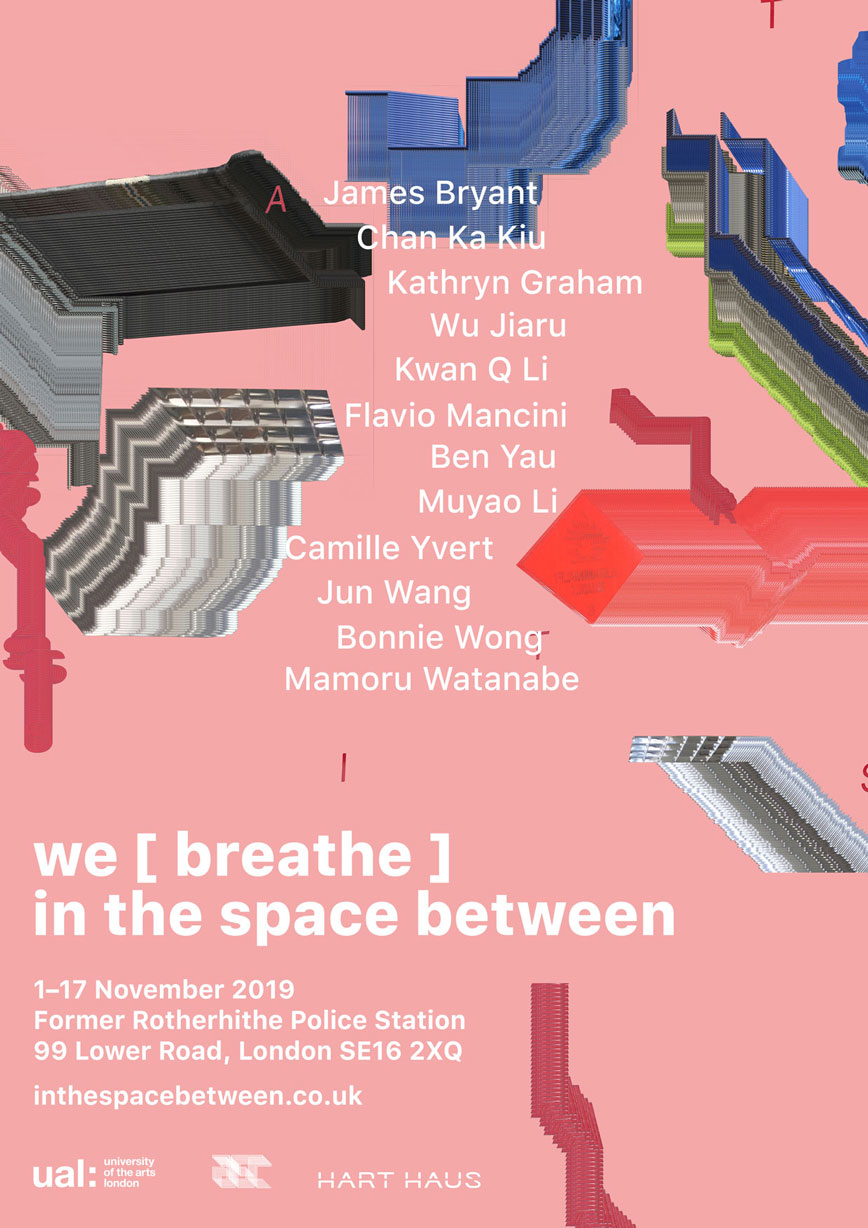 T
A
James Bryant
Chan Ka Kiu
Kathryn Graham
Wu Jiaru
Kwan Q Li
Flavio Mancini
Ben Yau
Muyao Li
Camille Yvert
Jun Wang
Bonnie Wong
T
Mamoru Watanabe
I
S
we [ breathe ]
in the space between
1–17 November 2019
Former Rotherhithe Police Station
99 Lower Road, London SE16 2XQ
inthespacebetween.co.uk
ual: university
of the arts
london
HART HAUS